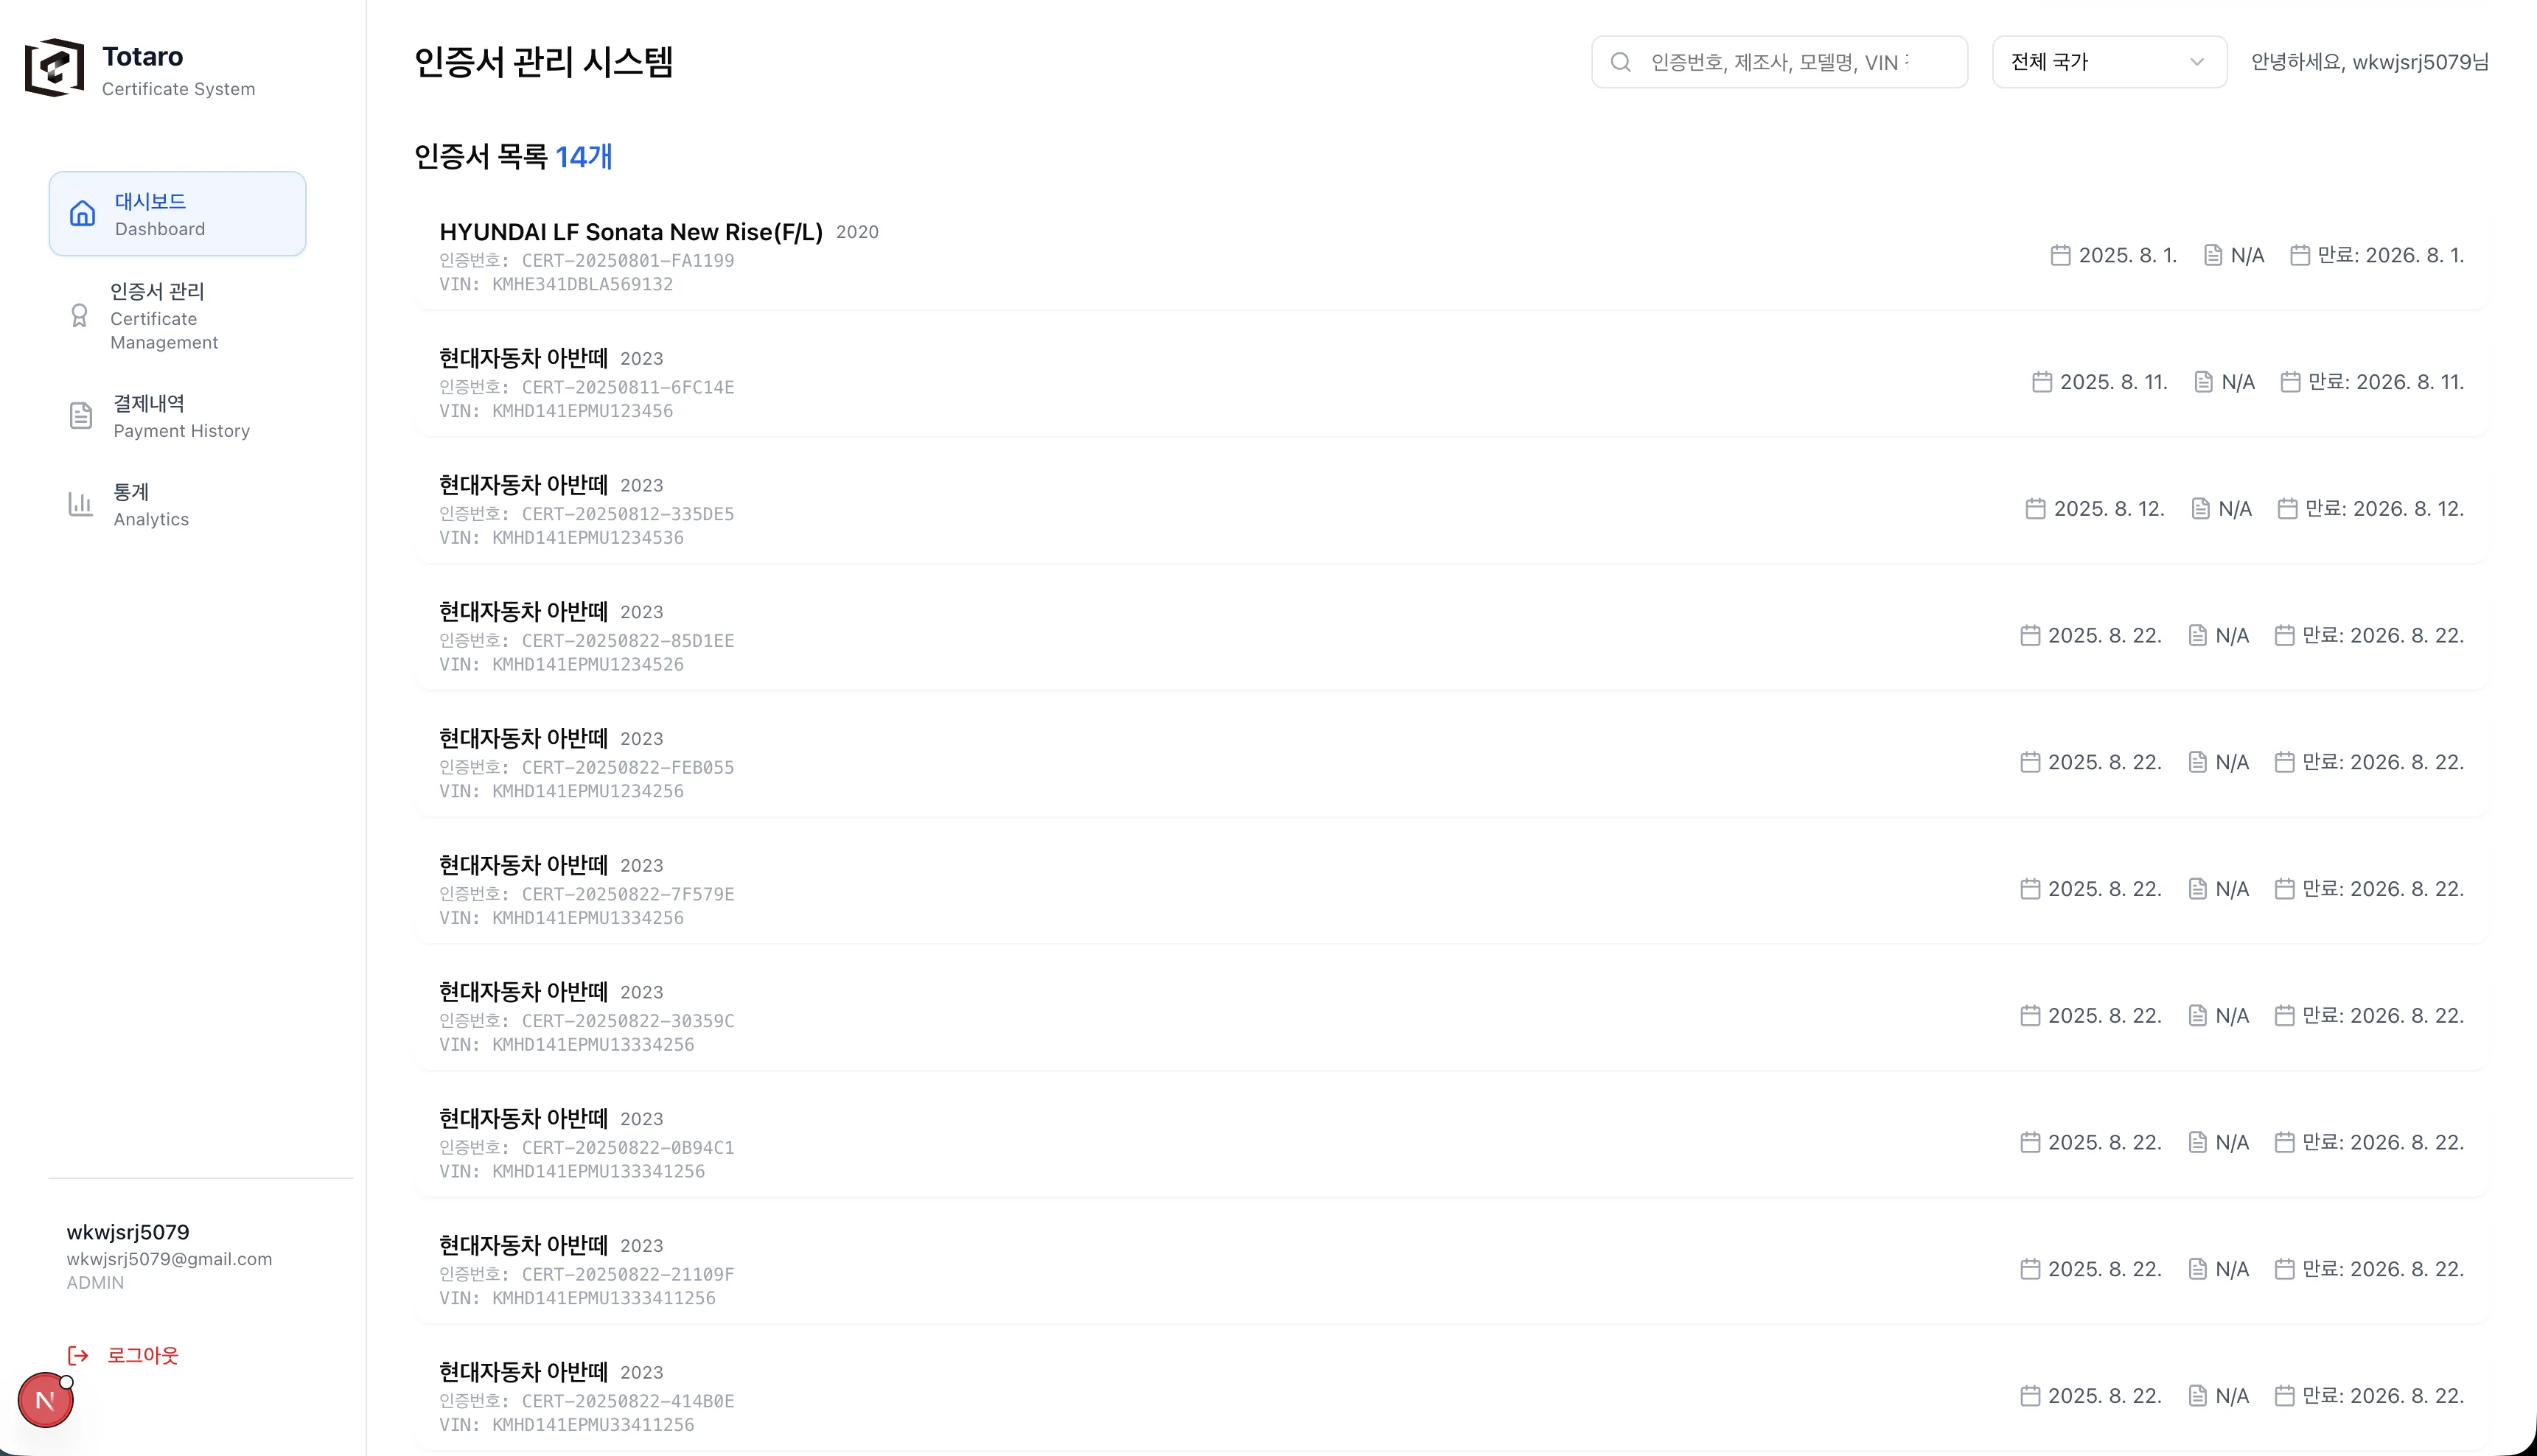 Totaro
Certificate System
대시보드
Dashboard
인증서 관리
Certificate
Management
결제내역
Payment History
통계
Analytics
wkwjsrj5079
wkwjsrj5079@gmail.com
ADMIN
로그아웃
N
인증서 관리 시스템
인증번호, 제조사, 모델명, VIN
전체 국가
안녕하세요, wkwjsrj5079님
인증서 목록 14개
HYUNDAI LF Sonata New Rise(F/L) 2020
인증번호: CERT-20250801-FA1199
VIN: KMHE341DBLA569132
2025. 8. 1. N/A 만료: 2026. 8. 1.
현대자동차 아반떼 2023
인증번호: CERT-20250811-6FC14E
VIN: KMHD141EPMU123456
2025. 8. 11. N/A 만료: 2026. 8. 11.
현대자동차 아반떼 2023
인증번호: CERT-20250812-335DE5
VIN: KMHD141EPMU1234536
2025. 8. 12. N/A 만료: 2026. 8. 12.
현대자동차 아반떼 2023
인증번호: CERT-20250822-85D1EE
VIN: KMHD141EPMU1234526
2025. 8. 22. N/A 만료: 2026. 8. 22.
현대자동차 아반떼 2023
인증번호: CERT-20250822-FEB055
VIN: KMHD141EPMU1234256
2025. 8. 22. N/A 만료: 2026. 8. 22.
현대자동차 아반떼 2023
인증번호: CERT-20250822-7F579E
VIN: KMHD141EPMU1334256
2025. 8. 22. N/A 만료: 2026. 8. 22.
현대자동차 아반떼 2023
인증번호: CERT-20250822-30359C
VIN: KMHD141EPMU13334256
2025. 8. 22. N/A 만료: 2026. 8. 22.
현대자동차 아반떼 2023
인증번호: CERT-20250822-0B94C1
VIN: KMHD141EPMU133341256
2025. 8. 22. N/A 만료: 2026. 8. 22.
현대자동차 아반떼 2023
인증번호: CERT-20250822-21109F
VIN: KMHD141EPMU1333411256
2025. 8. 22. N/A 만료: 2026. 8. 22.
현대자동차 아반떼 2023
인증번호: CERT-20250822-414B0E
VIN: KMHD141EPMU33411256
2025. 8. 22. N/A 만료: 2026. 8. 22.